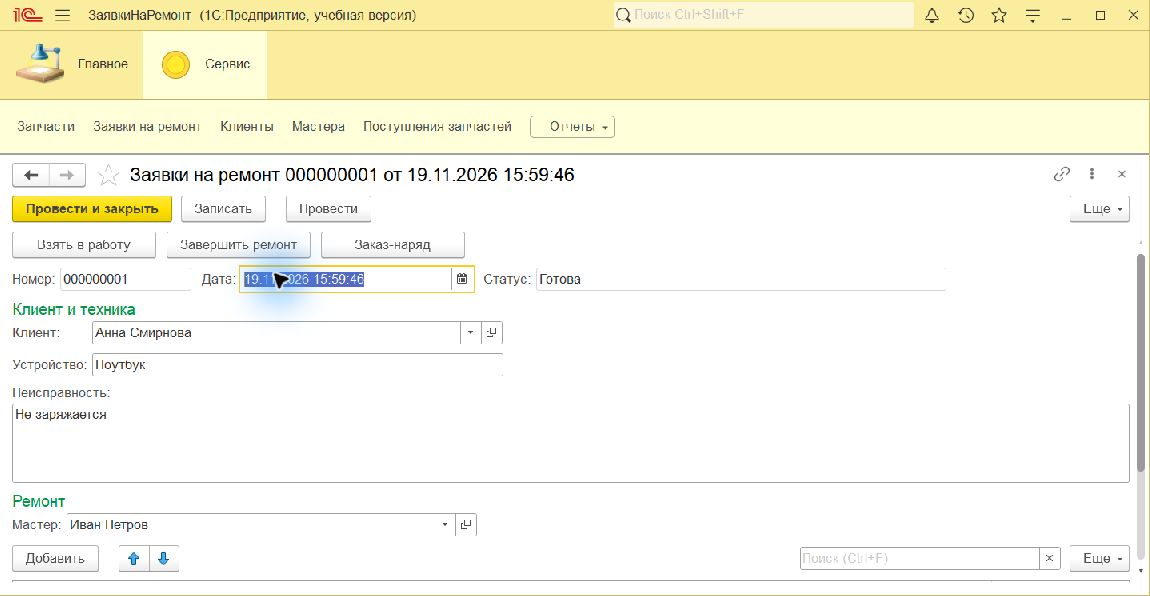 1С ЗаявкиНаРемонт (1С:Предприятие, учебная версия) Поиск Ctrl+Shift+F
Главное Сервис
Запчасти Заявки на ремонт Клиенты Мастера Поступления запчастей Отчеты
Заявки на ремонт 000000001 от 19.11.2026 15:59:46
Провести и закрыть Записать Провести Еще
Взять в работу Завершить ремонт Заказ-наряд
Номер: 000000001 Дата: 19.11.2026 15:59:46 Статус: Готова
Клиент и техника
Клиент: Анна Смирнова
Устройство: Ноутбук
Неисправность:
Не заряжается
Ремонт
Мастер: Иван Петров
Добавить Поиск (Ctrl+F) Еще